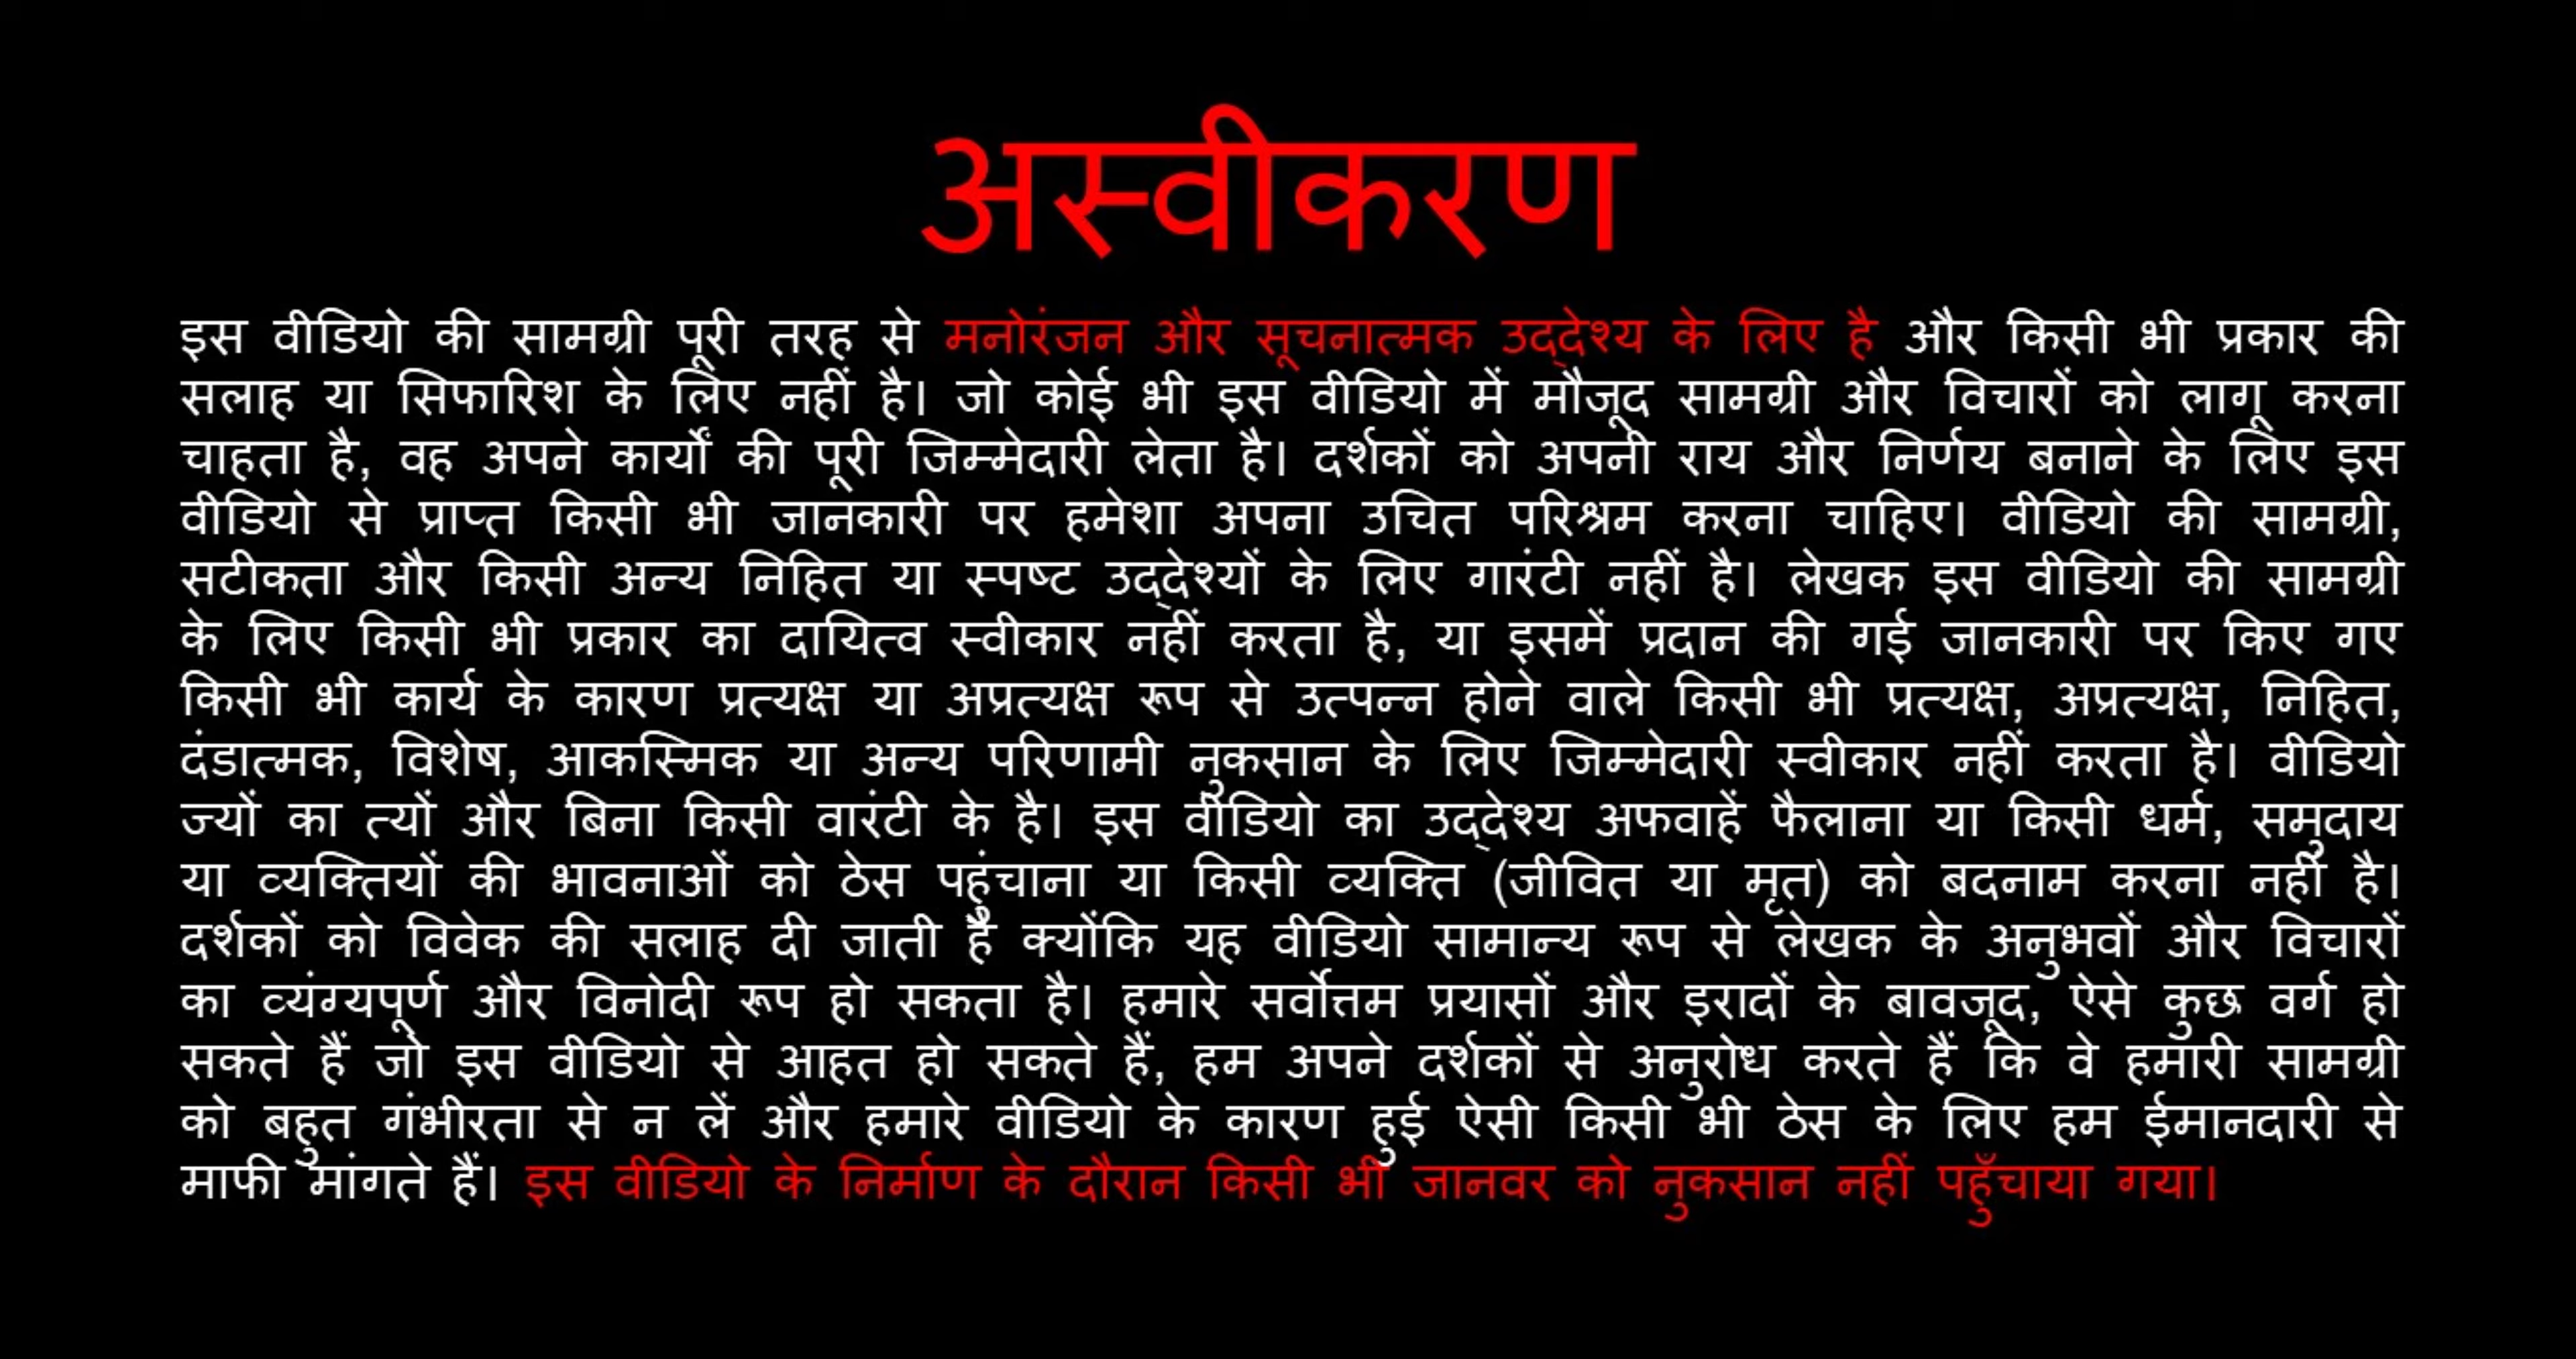 अस्वीकरण
इस वीडियो की सामग्री पूरी तरह से मनोरंजन और सूचनात्मक उद्देश्य के लिए है और किसी भी प्रकार की
सलाह या सिफारिश के लिए नहीं है। जो कोई भी इस वीडियो में मौजूद सामग्री और विचारों को लागू करना
चाहता है, वह अपने कार्यों की पूरी जिम्मेदारी लेता है। दर्शकों को अपनी राय और निर्णय बनाने के लिए इस
वीडियो से प्राप्त किसी भी जानकारी पर हमेशा अपना उचित परिश्रम करना चाहिए। वीडियो की सामग्री,
सटीकता और किसी अन्य निहित या स्पष्ट उद्देश्यों के लिए गारंटी नहीं है। लेखक इस वीडियो की सामग्री
के लिए किसी भी प्रकार का दायित्व स्वीकार नहीं करता है, या इसमें प्रदान की गई जानकारी पर किए गए
किसी भी कार्य के कारण प्रत्यक्ष या अप्रत्यक्ष रूप से उत्पन्न होने वाले किसी भी प्रत्यक्ष, अप्रत्यक्ष, निहित,
दंडात्मक, विशेष, आकस्मिक या अन्य परिणामी नुकसान के लिए जिम्मेदारी स्वीकार नहीं करता है। वीडियो
ज्यों का त्यों और बिना किसी वारंटी के है। इस वीडियो का उद्देश्य अफवाहें फैलाना या किसी धर्म, समुदाय
या व्यक्तियों की भावनाओं को ठेस पहुंचाना या किसी व्यक्ति (जीवित या मृत) को बदनाम करना नहीं है।
दर्शकों को विवेक की सलाह दी जाती है क्योंकि यह वीडियो सामान्य रूप से लेखक के अनुभवों और विचारों
का व्यंग्यपूर्ण और विनोदी रूप हो सकता है। हमारे सर्वोत्तम प्रयासों और इरादों के बावजूद, ऐसे कुछ वर्ग हो
सकते हैं जो इस वीडियो से आहत हो सकते हैं, हम अपने दर्शकों से अनुरोध करते हैं कि वे हमारी सामग्री
को बहुत गंभीरता से न लें और हमारे वीडियो के कारण हुई ऐसी किसी भी ठेस के लिए हम ईमानदारी से
माफी मांगते हैं। इस वीडियो के निर्माण के दौरान किसी भी जानवर को नुकसान नहीं पहुँचाया गया।